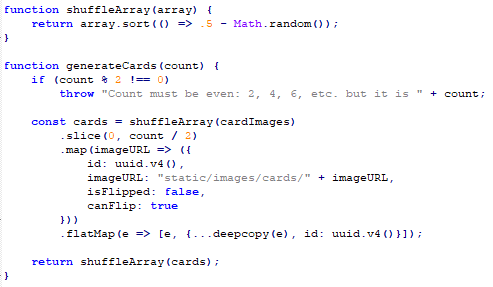 function shuffleArray(array) {
    return array.sort(() => .5 - Math.random());
}

function generateCards(count) {
    if (count % 2 !== 0)
        throw "Count must be even: 2, 4, 6, etc. but it is " + count;

    const cards = shuffleArray(cardImages)
        .slice(0, count / 2)
        .map(imageURL => ({
            id: uuid.v4(),
            imageURL: "static/images/cards/" + imageURL,
            isFlipped: false,
            canFlip: true
        }))
        .flatMap(e => [e, {...deepcopy(e), id: uuid.v4()}]);

    return shuffleArray(cards);
}